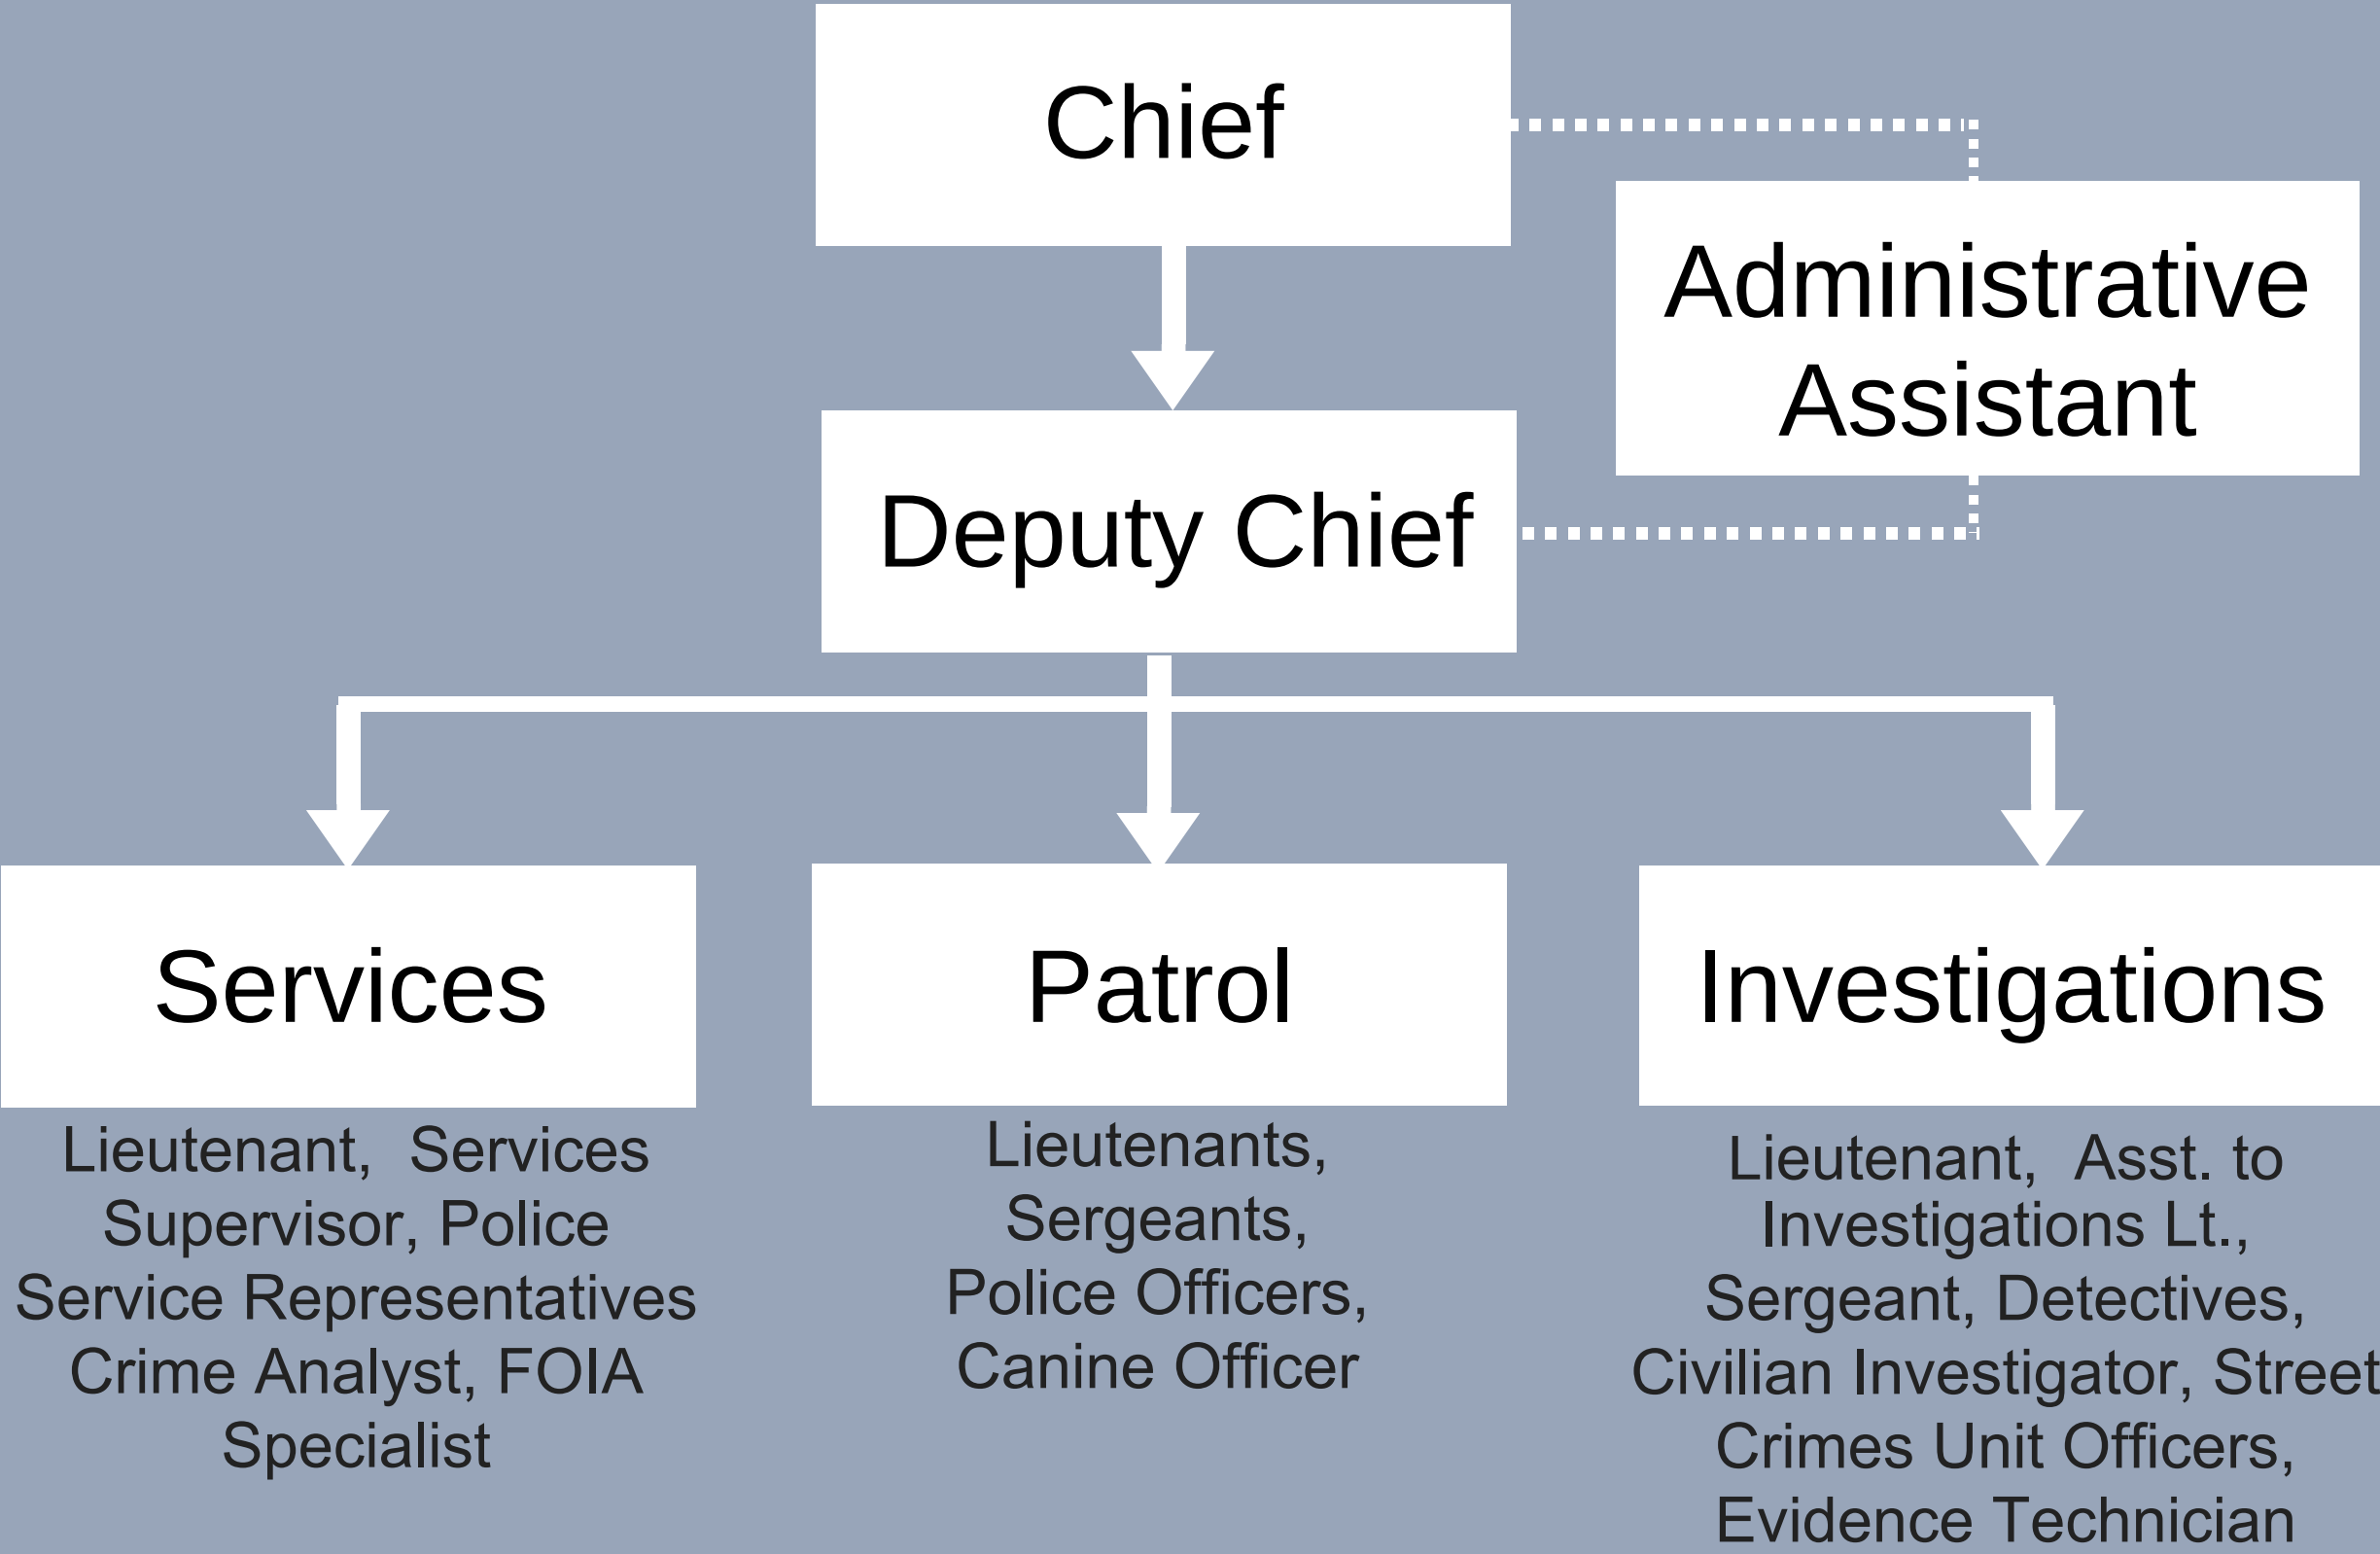 Chief
Administrative
Assistant
Deputy Chief
Services
Patrol
Investigations
Lieutenant, Services
Supervisor, Police
Service Representatives
Crime Analyst, FOIA
Specialist
Lieutenants,
Sergeants,
Police Officers,
Canine Officer
Lieutenant, Asst. to
Investigations Lt.,
Sergeant, Detectives,
Civilian Investigator, Street
Crimes Unit Officers,
Evidence Technician